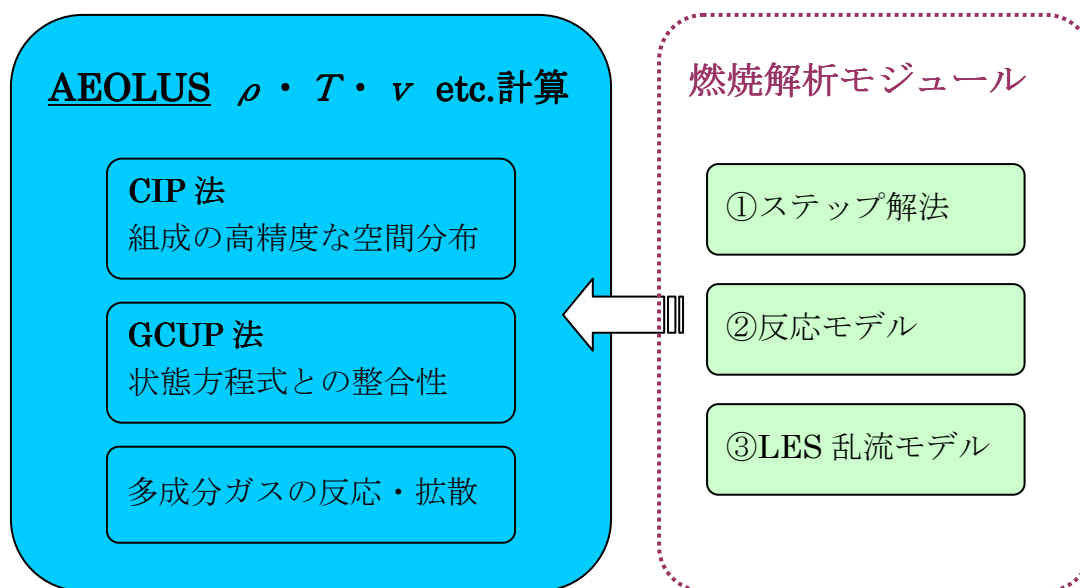 AEOLUS ρ・T・v etc.計算
CIP 法
組成の高精度な空間分布
GCUP 法
状態方程式との整合性
多成分ガスの反応・拡散
燃焼解析モジュール
①ステップ解法
②反応モデル
③LES 乱流モデル